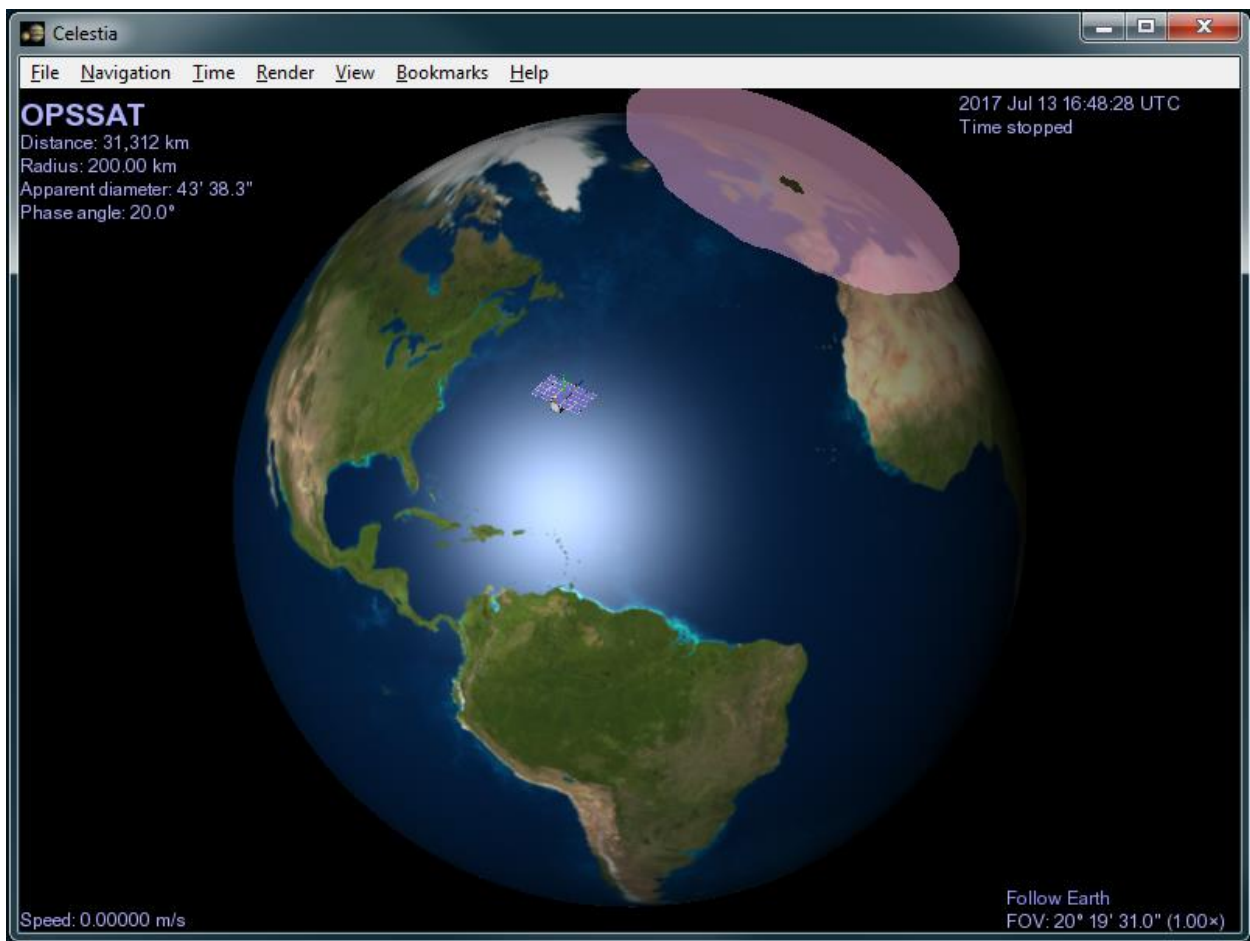 Celestia
File Navigation Time Render View Bookmarks Help
OPSSAT
Distance: 31,312 km
Radius: 200.00 km
Apparent diameter: 43' 38.3"
Phase angle: 20.0°
2017 Jul 13 16:48:28 UTC
Time stopped
Speed: 0.00000 m/s
Follow Earth
FOV: 20° 19' 31.0" (1.00×)